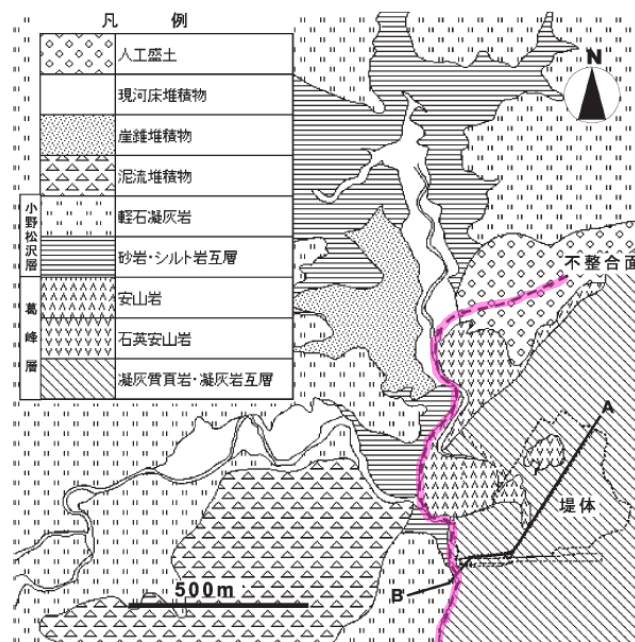 凡例
人工盛土
現河床堆積物
崖錐堆積物
泥流堆積物
小野松沢層
軽石凝灰岩
砂岩・シルト岩互層
葛峰層
安山岩
石英安山岩
凝灰質頁岩・凝灰岩互層
N
不整合面
A
堤体
B
500m